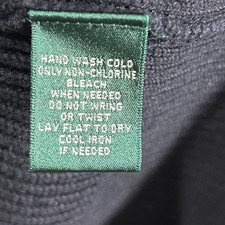 HAND WASH COLD
ONLY NON-CHLORINE
BLEACH
WHEN NEEDED
DO NOT WRING
OR TWIST
LAY FLAT TO DRY
COOL IRON
IF NEEDED